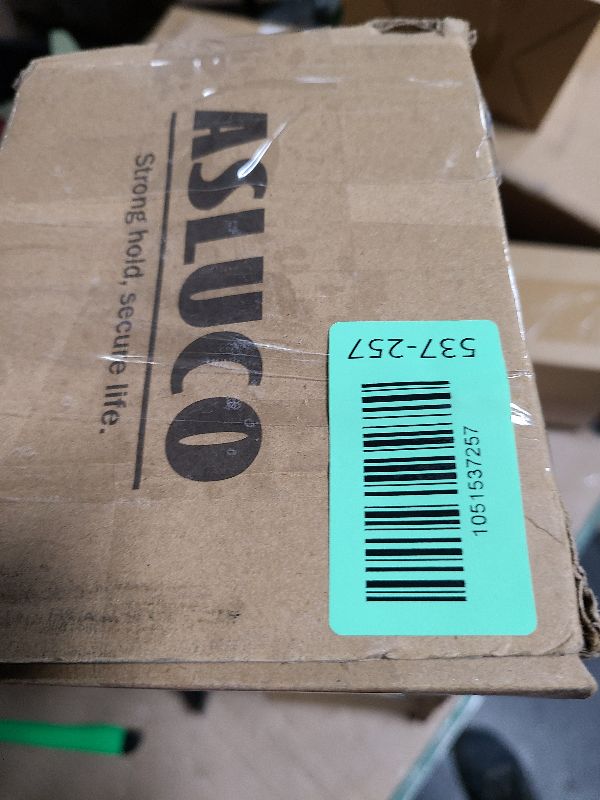 ASLUCO
Strong hold, secure life.
537-257
1051537257